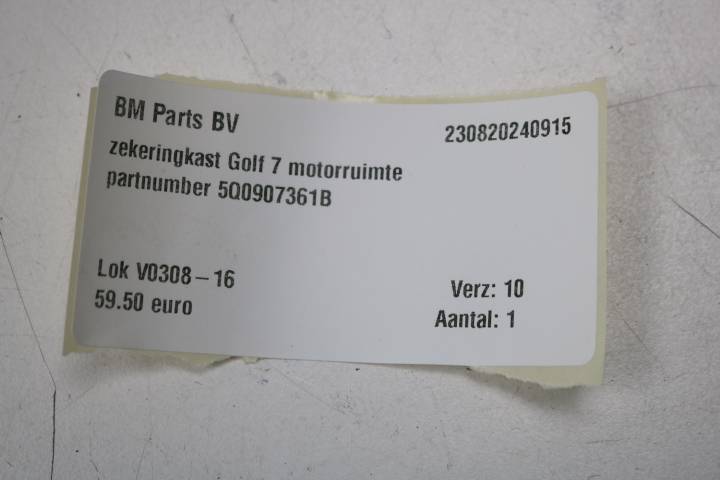 BM Parts BV
230820240915
zekeringkast Golf 7 motorruimte
partnumber 5Q0907361B
Lok V0308-16
Verz: 10
59.50 euro
Aantal: 1